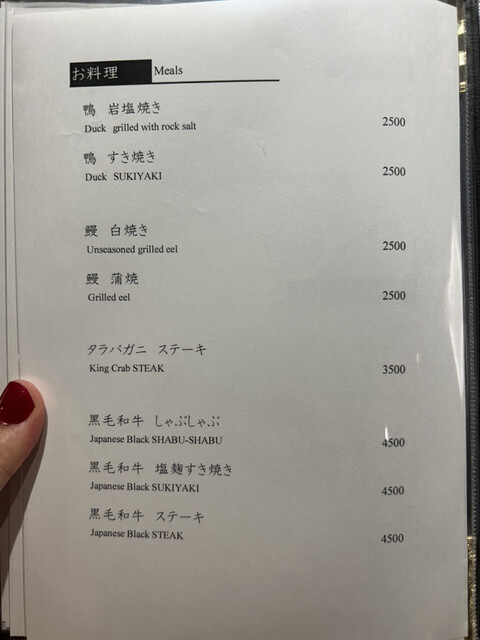 お料理 Meals
鴨 岩塩焼き
Duck grilled with rock salt 2500
鴨 すき焼き
Duck SUKIYAKI 2500
鰻 白焼き
Unseasoned grilled eel 2500
鰻 蒲焼
Grilled eel 2500
タラバガニ ステーキ
King Crab STEAK 3500
黒毛和牛 しゃぶしゃぶ
Japanese Black SHABU-SHABU 4500
黒毛和牛 塩麹すき焼き
Japanese Black SUKIYAKI 4500
黒毛和牛 ステーキ
Japanese Black STEAK 4500